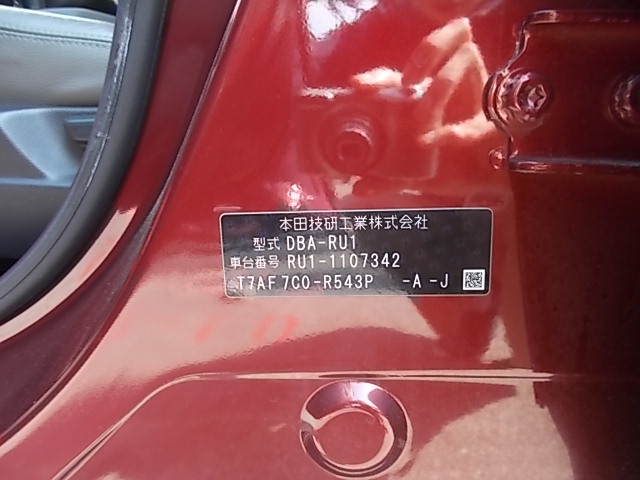 本田技研工業株式会社
型式 DBA-RU1
車台番号 RU1-1107342
T7AF 7C0-R543P -A -J